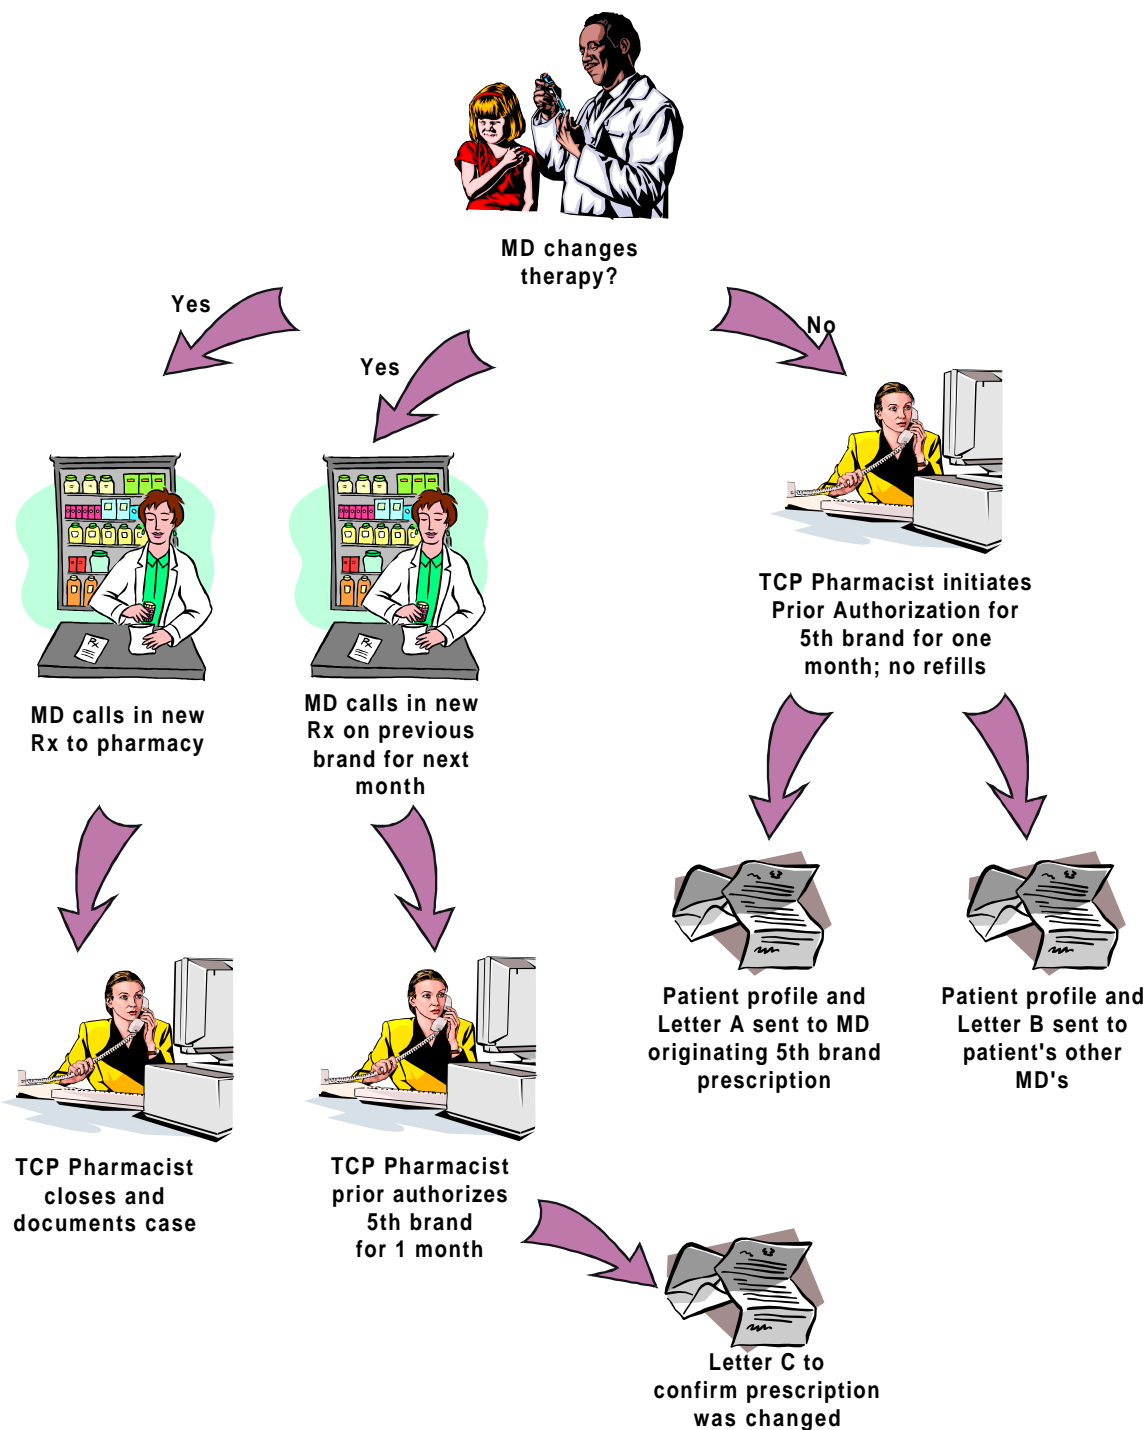 MD changes
therapy?
Yes
Yes
No
TCP Pharmacist initiates
Prior Authorization for
5th brand for one
month; no refills
Rx
MD calls in new
Rx to pharmacy
Rx
MD calls in new
Rx on previous
brand for next
month
Patient profile and
Letter A sent to MD
originating 5th brand
prescription
Patient profile and
Letter B sent to
patient's other
MD's
TCP Pharmacist
closes and
documents case
TCP Pharmacist
prior authorizes
5th brand
for 1 month
Letter C to
confirm prescription
was changed